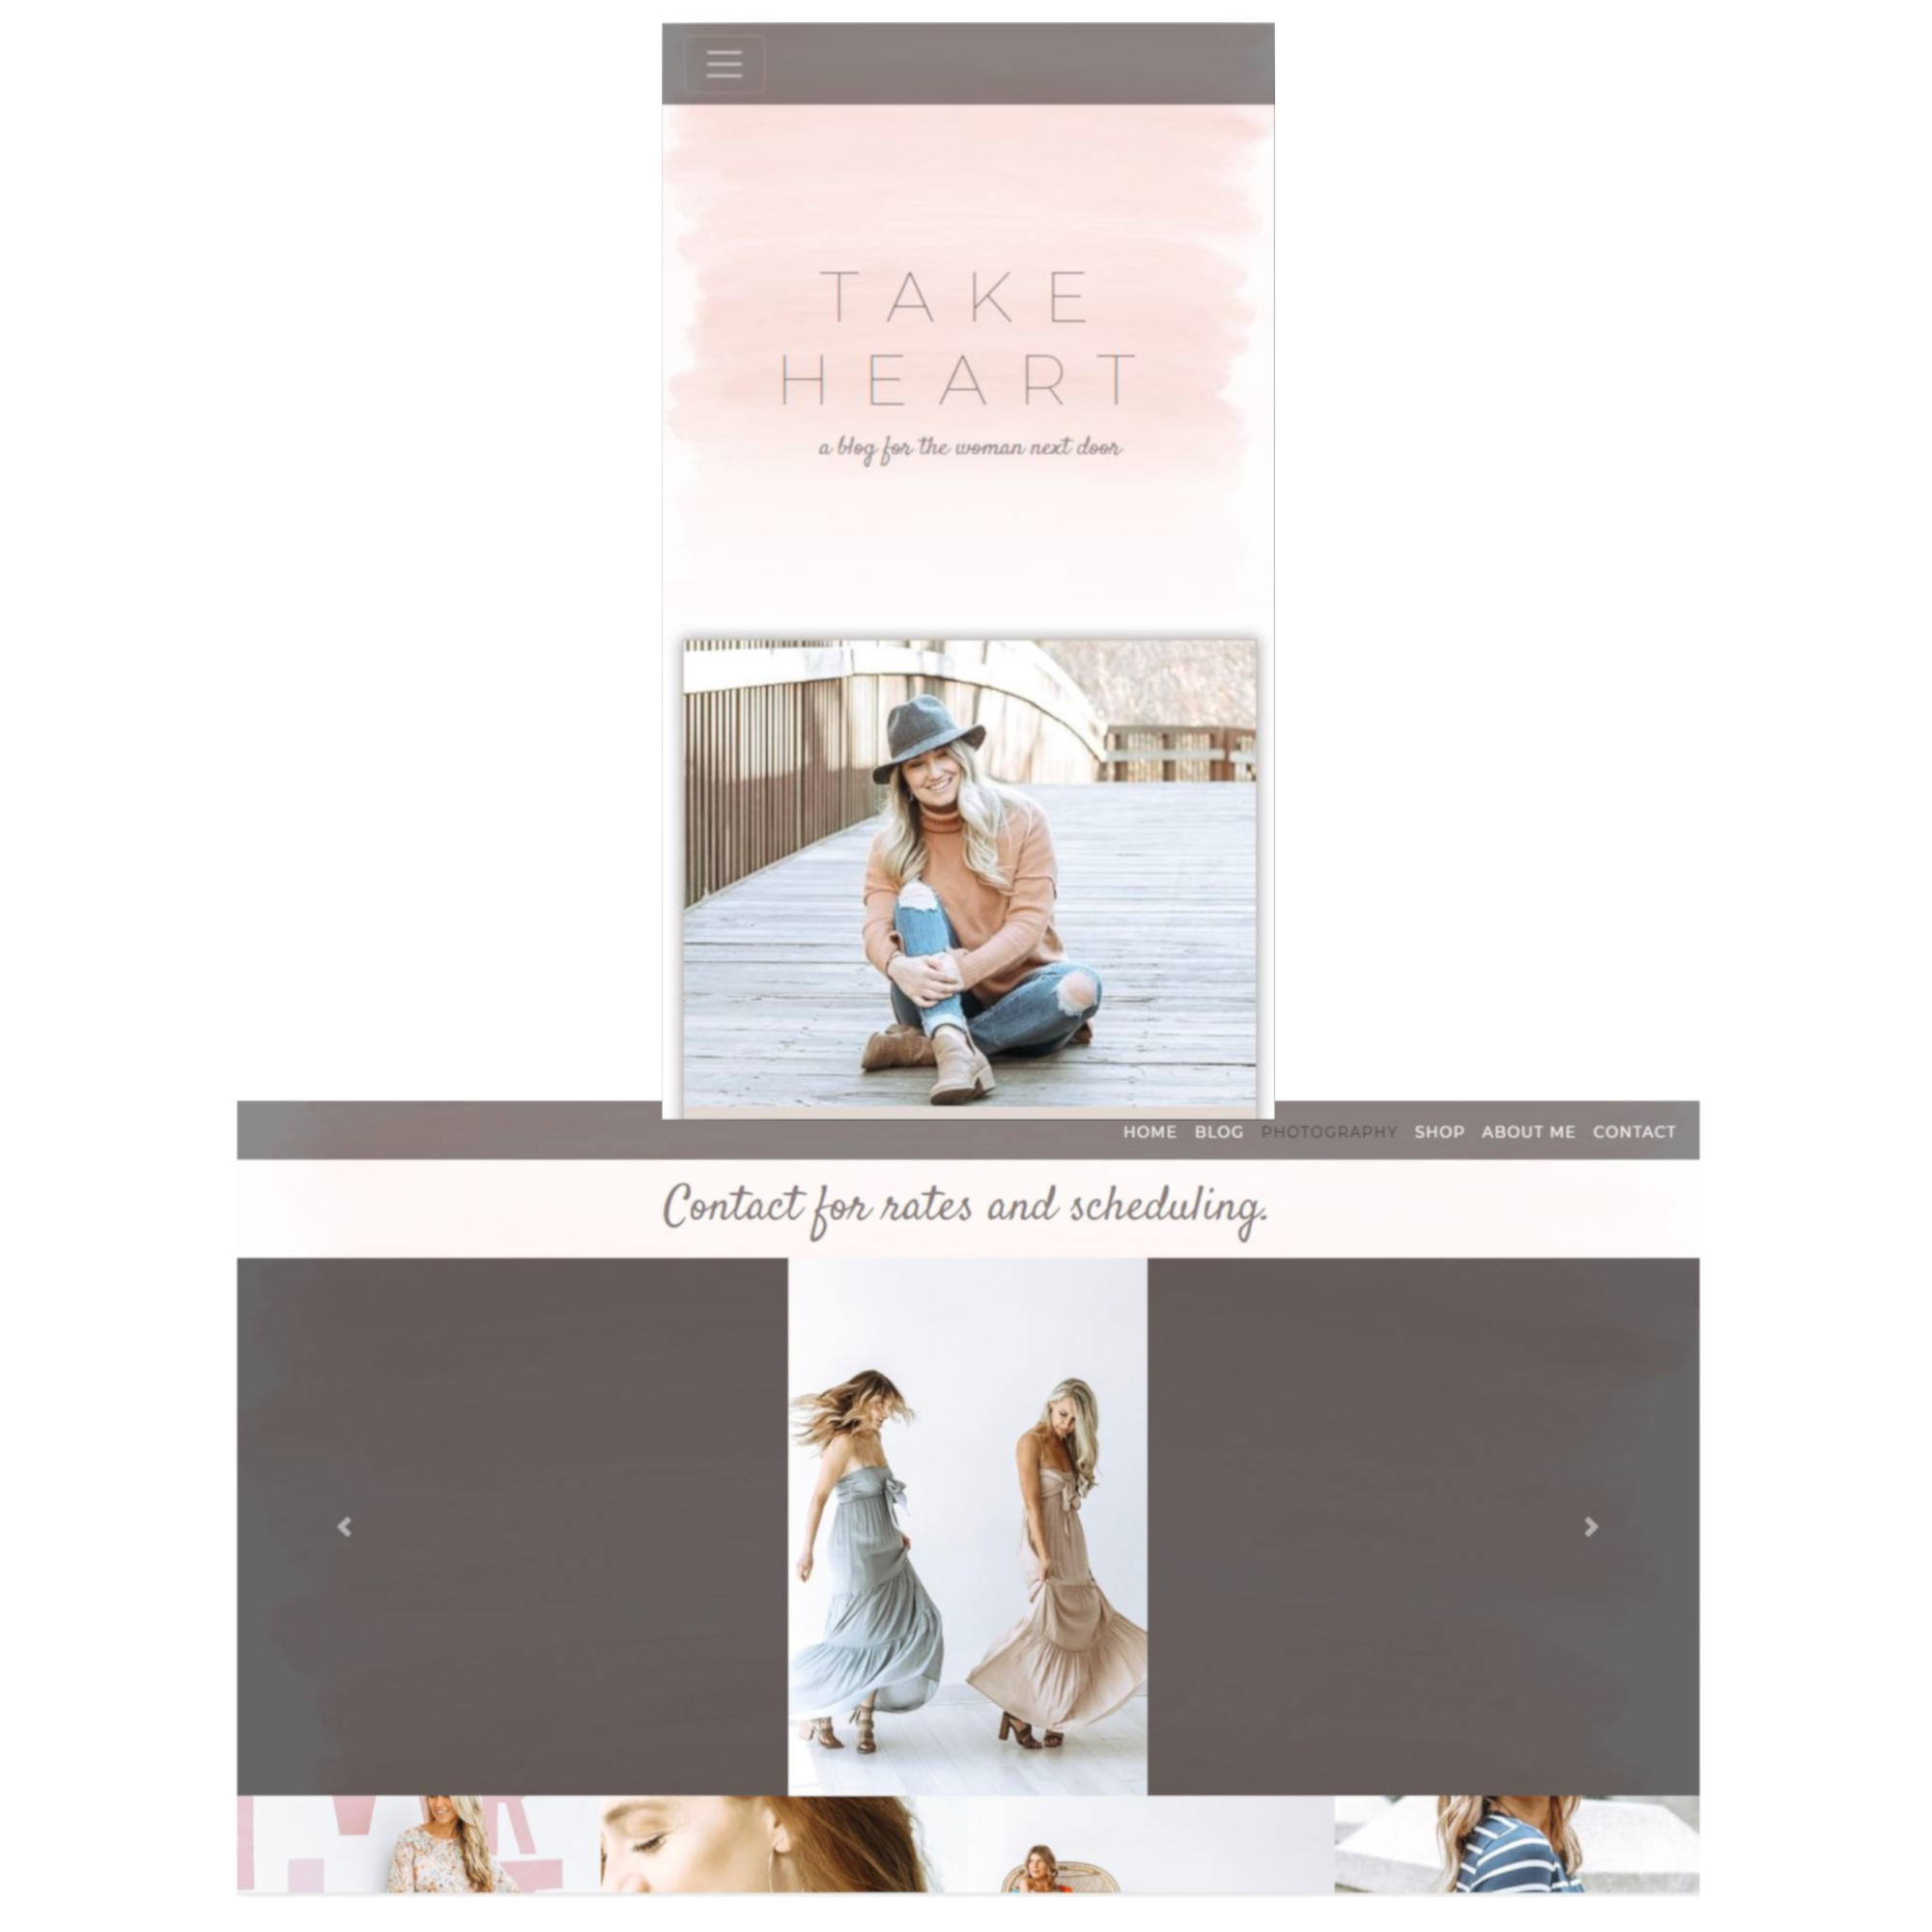 TAKE
HEART
a blog for the woman next door
HOME BLOG PHOTOGRAPHY SHOP ABOUT ME CONTACT
Contact for rates and scheduling.